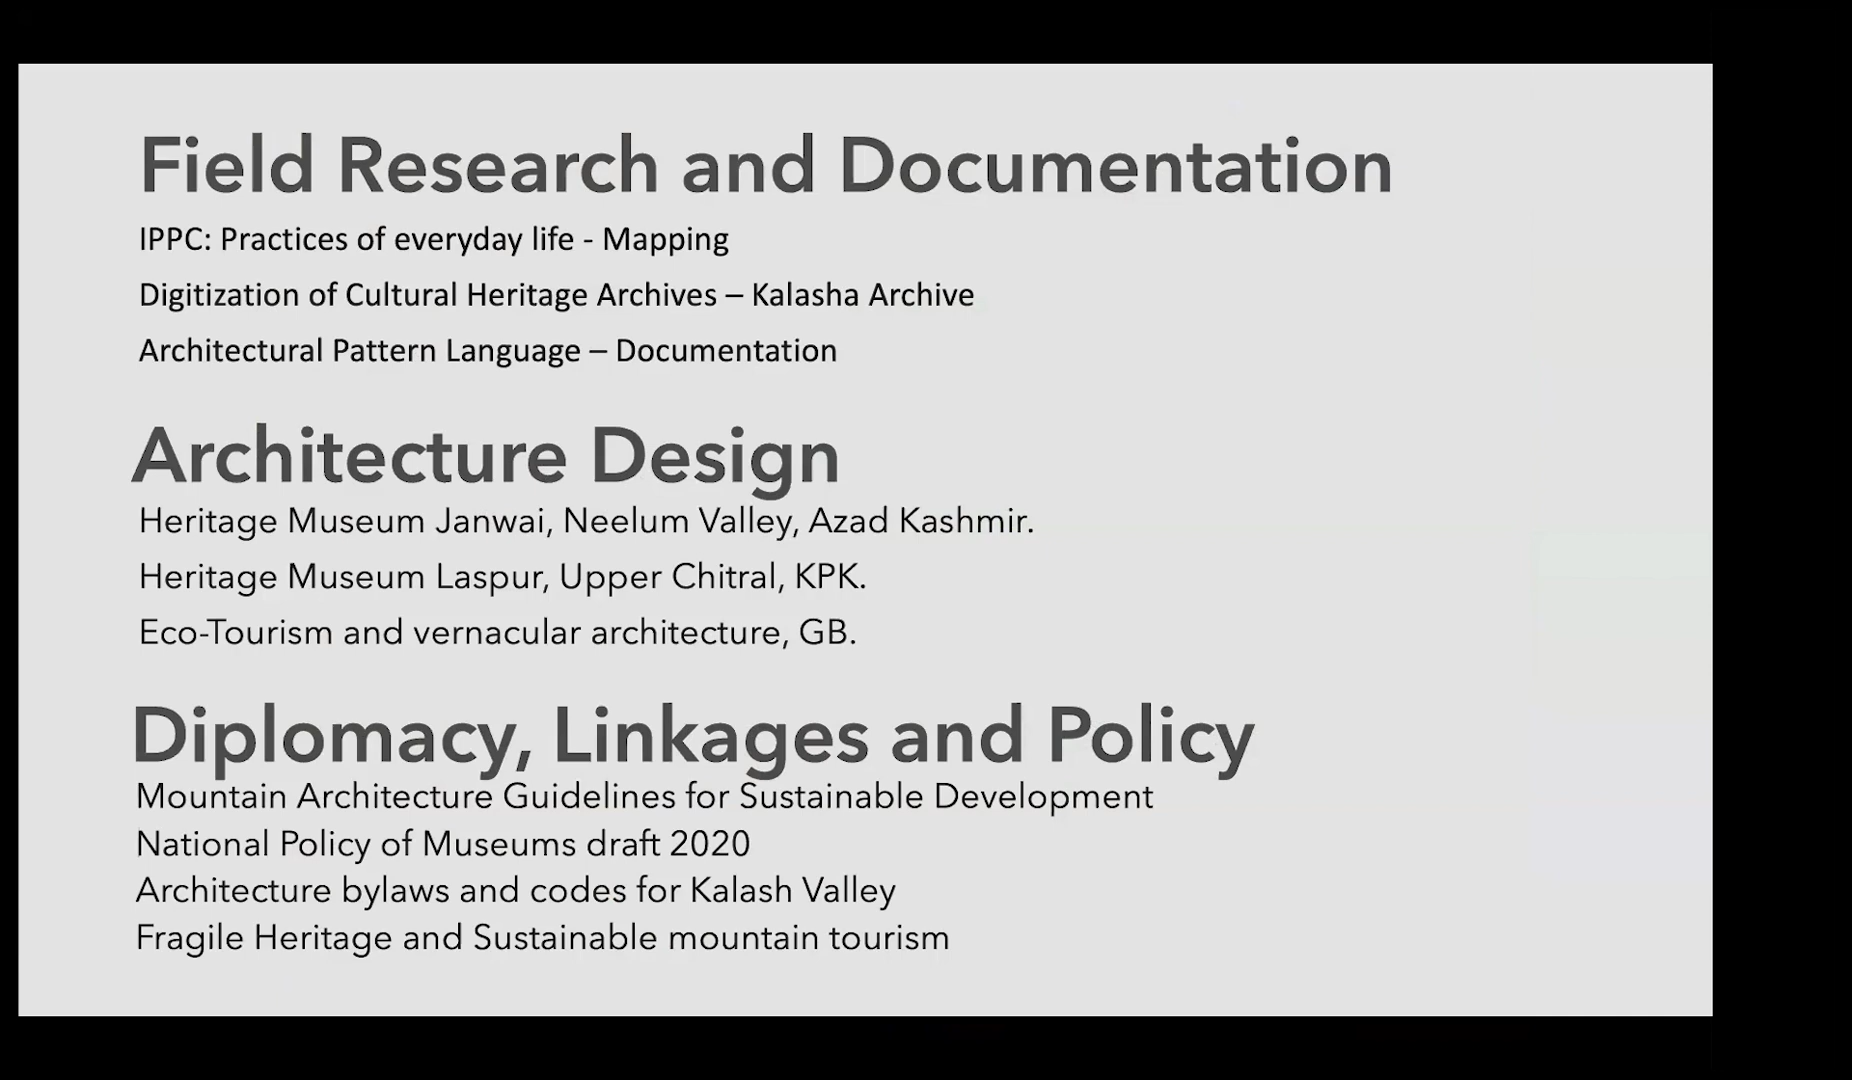 Field Research and Documentation
IPPC: Practices of everyday life - Mapping
Digitization of Cultural Heritage Archives – Kalasha Archive
Architectural Pattern Language – Documentation
Architecture Design
Heritage Museum Janwai, Neelum Valley, Azad Kashmir.
Heritage Museum Laspur, Upper Chitral, KPK.
Eco-Tourism and vernacular architecture, GB.
Diplomacy, Linkages and Policy
Mountain Architecture Guidelines for Sustainable Development
National Policy of Museums draft 2020
Architecture bylaws and codes for Kalash Valley
Fragile Heritage and Sustainable mountain tourism